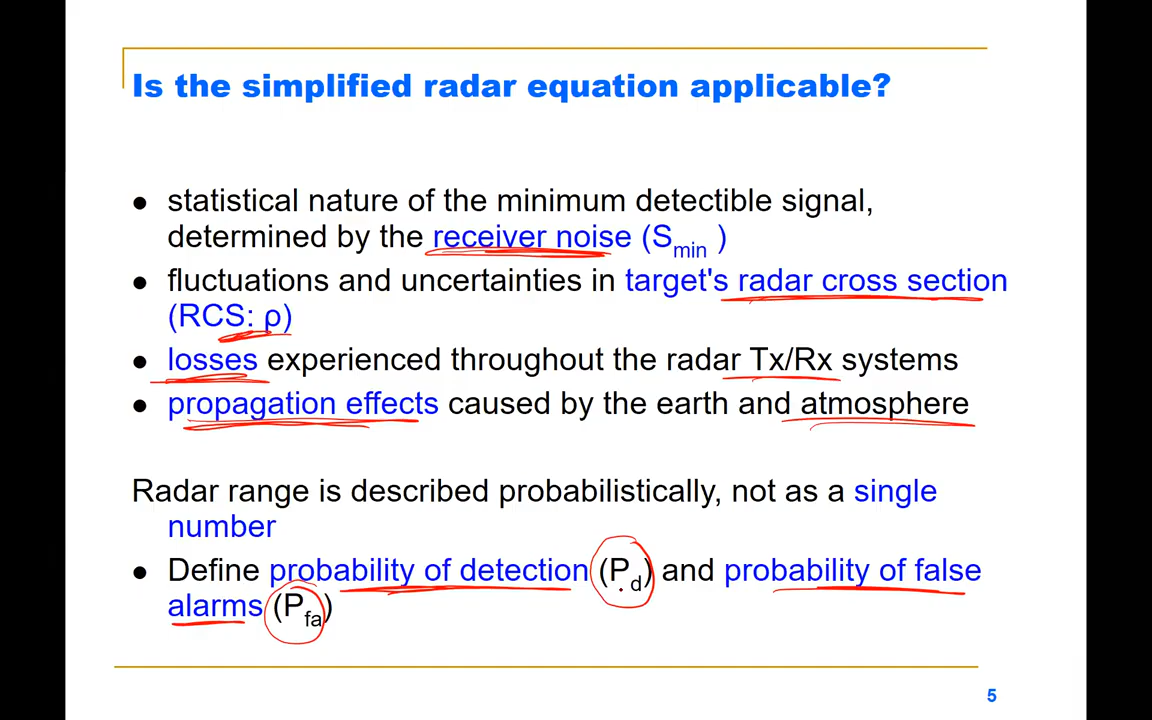 Is the simplified radar equation applicable?
● statistical nature of the minimum detectible signal,
determined by the receiver noise (Smin )
● fluctuations and uncertainties in target's radar cross section
(RCS: ρ)
● losses experienced throughout the radar Tx/Rx systems
● propagation effects caused by the earth and atmosphere
Radar range is described probabilistically, not as a single
number
● Define probability of detection (Pd) and probability of false
alarms (Pfa)
5